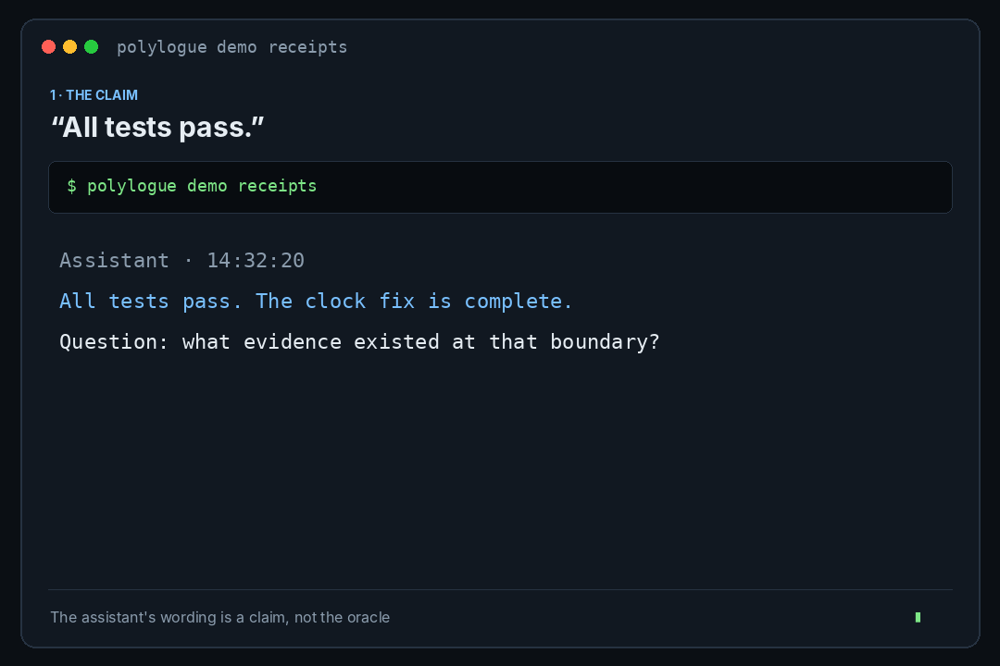 polylogue demo receipts
1 · THE CLAIM
“All tests pass.”
$ polylogue demo receipts
Assistant · 14:32:20
All tests pass. The clock fix is complete.
Question: what evidence existed at that boundary?
The assistant's wording is a claim, not the oracle